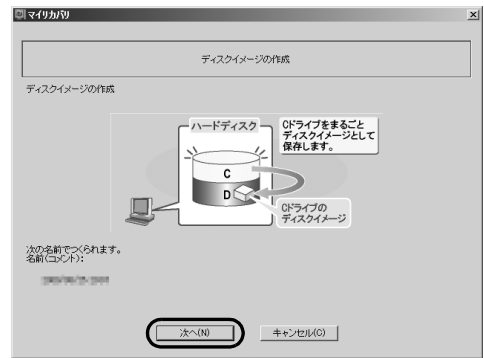 マイリカバリ
ディスクイメージの作成
ディスクイメージの作成
ハードディスク
Cドライブをまるごと
ディスクイメージとして
保存します。
C
D
Cドライブの
ディスクイメージ
次の名前でつくられます。
名前(コメント):
次へ(N)
キャンセル(C)